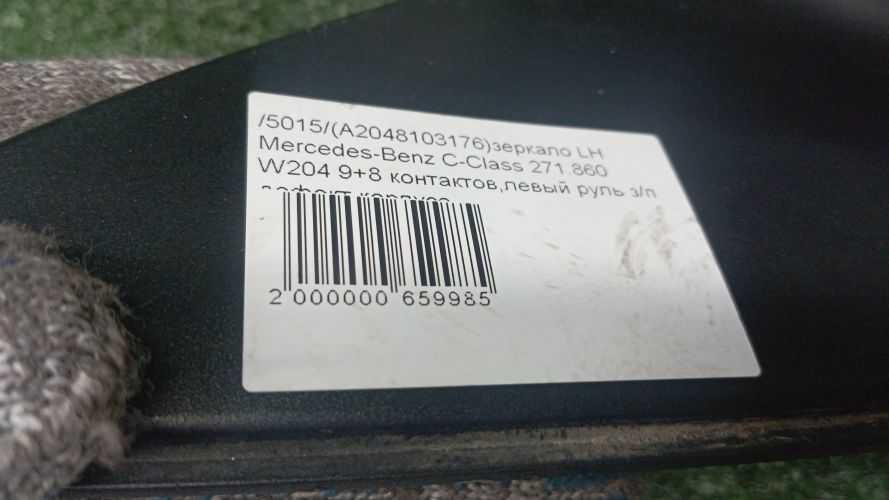 /5015/(A2048103176)зеркало LH
Mercedes-Benz C-Class 271.860
W204 9+8 контактов,левый руль з/п
2 000000 659985